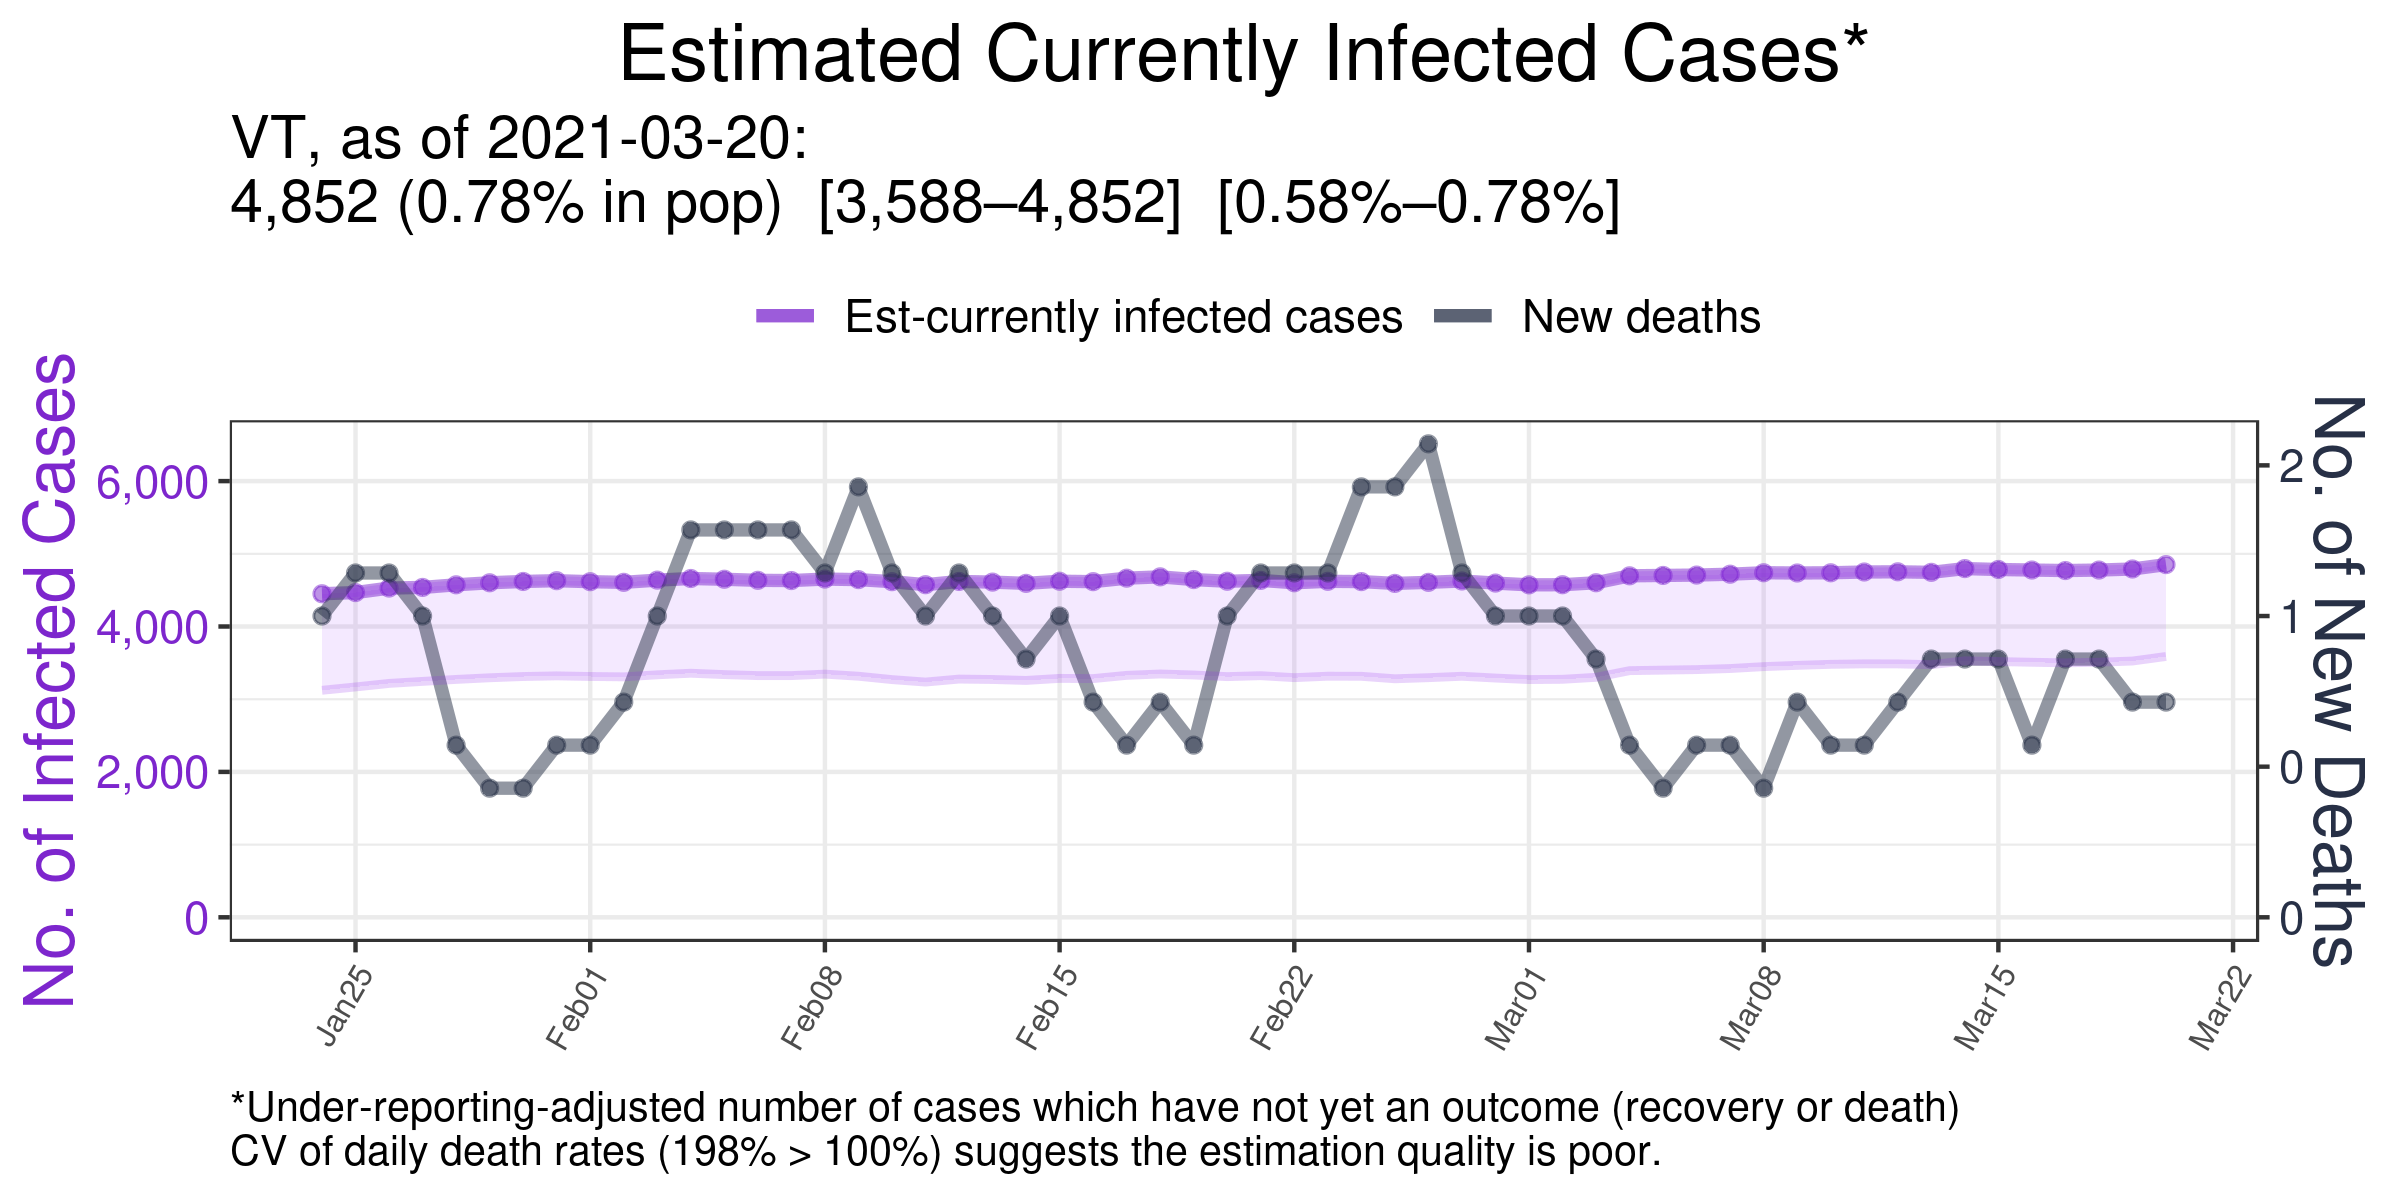 Estimated Currently Infected Cases*
VT, as of 2021-03-20:
4,852 (0.78% in pop)  [3,588–4,852]  [0.58%–0.78%]
Est-currently infected cases
New deaths
No. of Infected Cases
6,000
4,000
2,000
0
No. of New Deaths
2
1
0
0
Jan25
Feb01
Feb08
Feb15
Feb22
Mar01
Mar08
Mar15
Mar22
*Under-reporting-adjusted number of cases which have not yet an outcome (recovery or death)
CV of daily death rates (198% > 100%) suggests the estimation quality is poor.